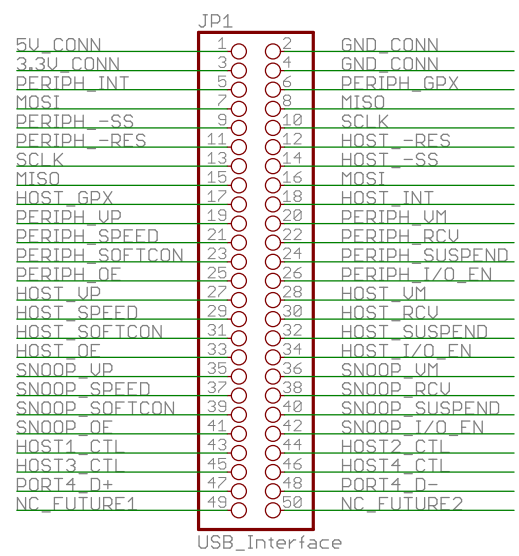 JP1
5V_CONN 1 2 GND_CONN
3.3V_CONN 3 4 GND_CONN
PERIPH_INT 5 6 PERIPH_GPX
MOSI 7 8 MISO
PERIPH_-SS 9 10 SCLK
PERIPH_-RES 11 12 HOST_-RES
SCLK 13 14 HOST_-SS
MISO 15 16 MOSI
HOST_GPX 17 18 HOST_INT
PERIPH_VP 19 20 PERIPH_VM
PERIPH_SPEED 21 22 PERIPH_RCV
PERIPH_SOFTCON 23 24 PERIPH_SUSPEND
PERIPH_OE 25 26 PERIPH_I/O_EN
HOST_VP 27 28 HOST_VM
HOST_SPEED 29 30 HOST_RCV
HOST_SOFTCON 31 32 HOST_SUSPEND
HOST_OE 33 34 HOST_I/O_EN
SNOOP_VP 35 36 SNOOP_VM
SNOOP_SPEED 37 38 SNOOP_RCV
SNOOP_SOFTCON 39 40 SNOOP_SUSPEND
SNOOP_OE 41 42 SNOOP_I/O_EN
HOST1_CTL 43 44 HOST2_CTL
HOST3_CTL 45 46 HOST4_CTL
PORT4_D+ 47 48 PORT4_D-
NC_FUTURE1 49 50 NC_FUTURE2
USB_Interface